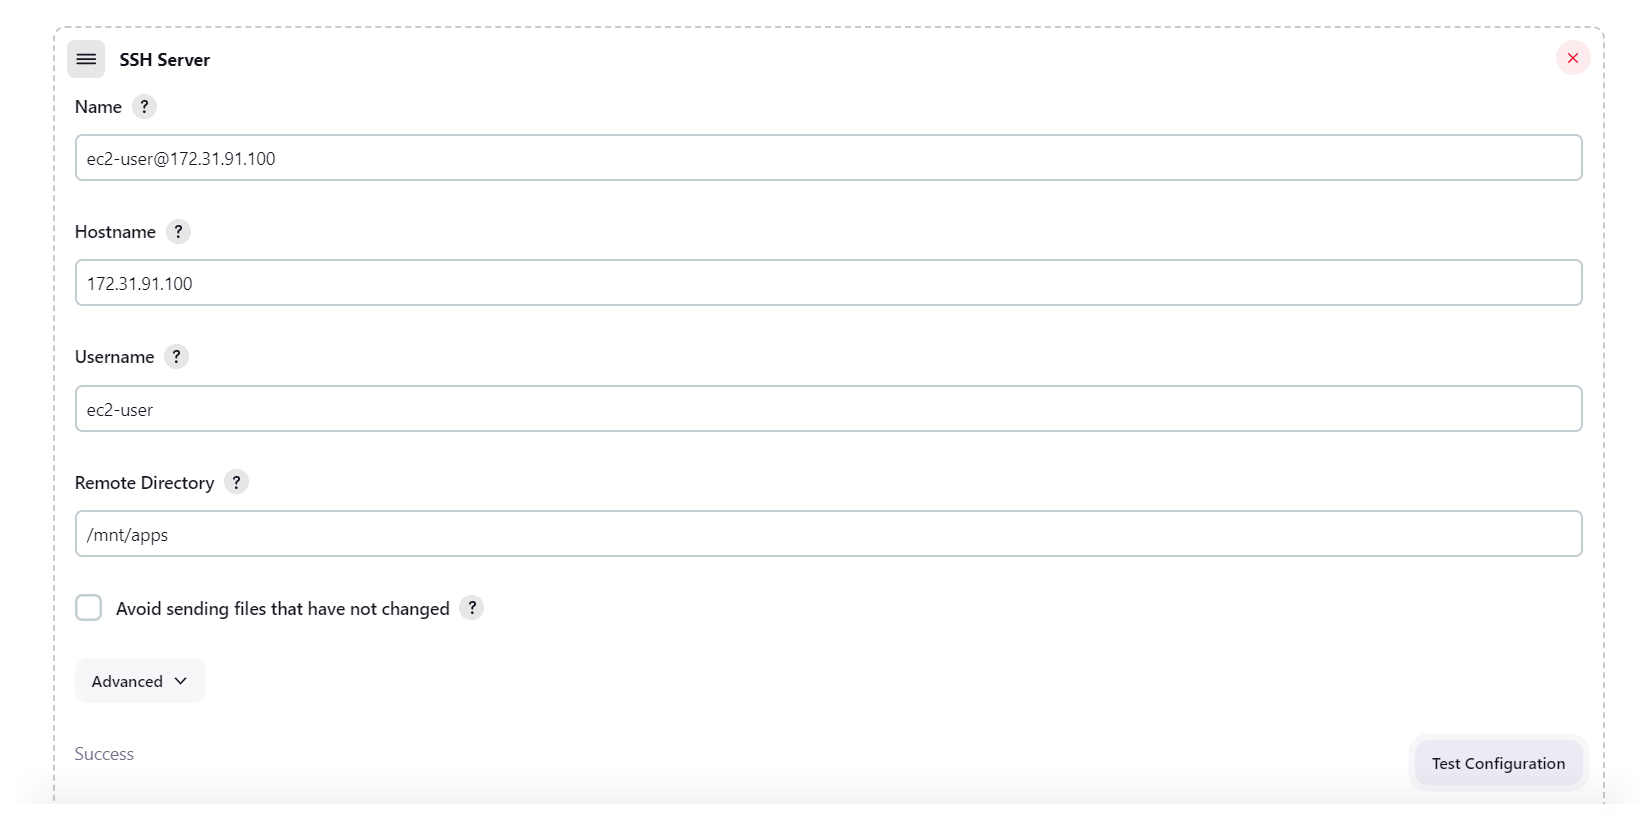 SSH Server
Name ?
ec2-user@172.31.91.100
Hostname ?
172.31.91.100
Username ?
ec2-user
Remote Directory ?
/mnt/apps
Avoid sending files that have not changed ?
Advanced
Success
Test Configuration